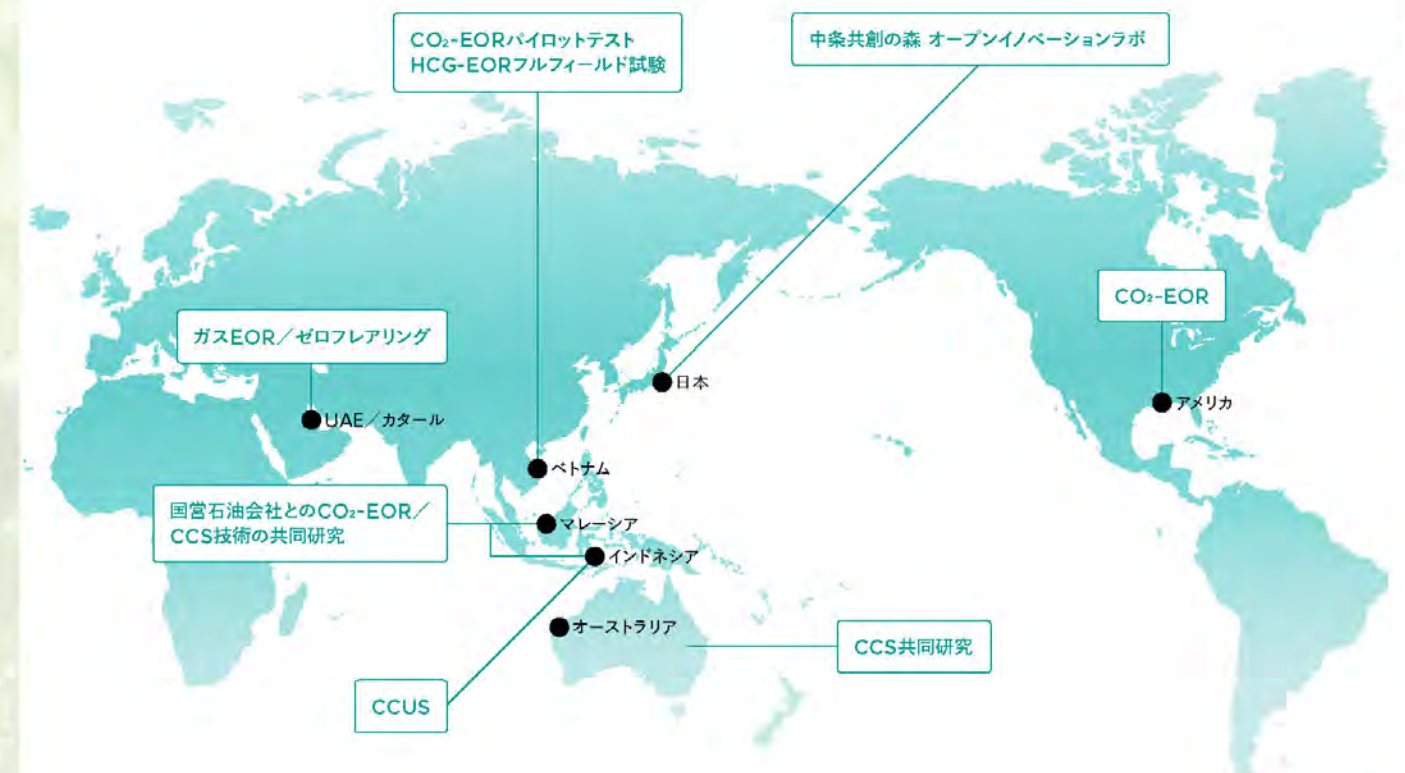 CO₂-EORパイロットテスト
HCG-EORフルフィールド試験
中条共創の森 オープンイノベーションラボ
CO₂-EOR
ガスEOR／ゼロフレアリング
日本
アメリカ
UAE／カタール
ベトナム
国営石油会社とのCO₂-EOR／
CCS技術の共同研究
マレーシア
インドネシア
オーストラリア
CCS共同研究
CCUS